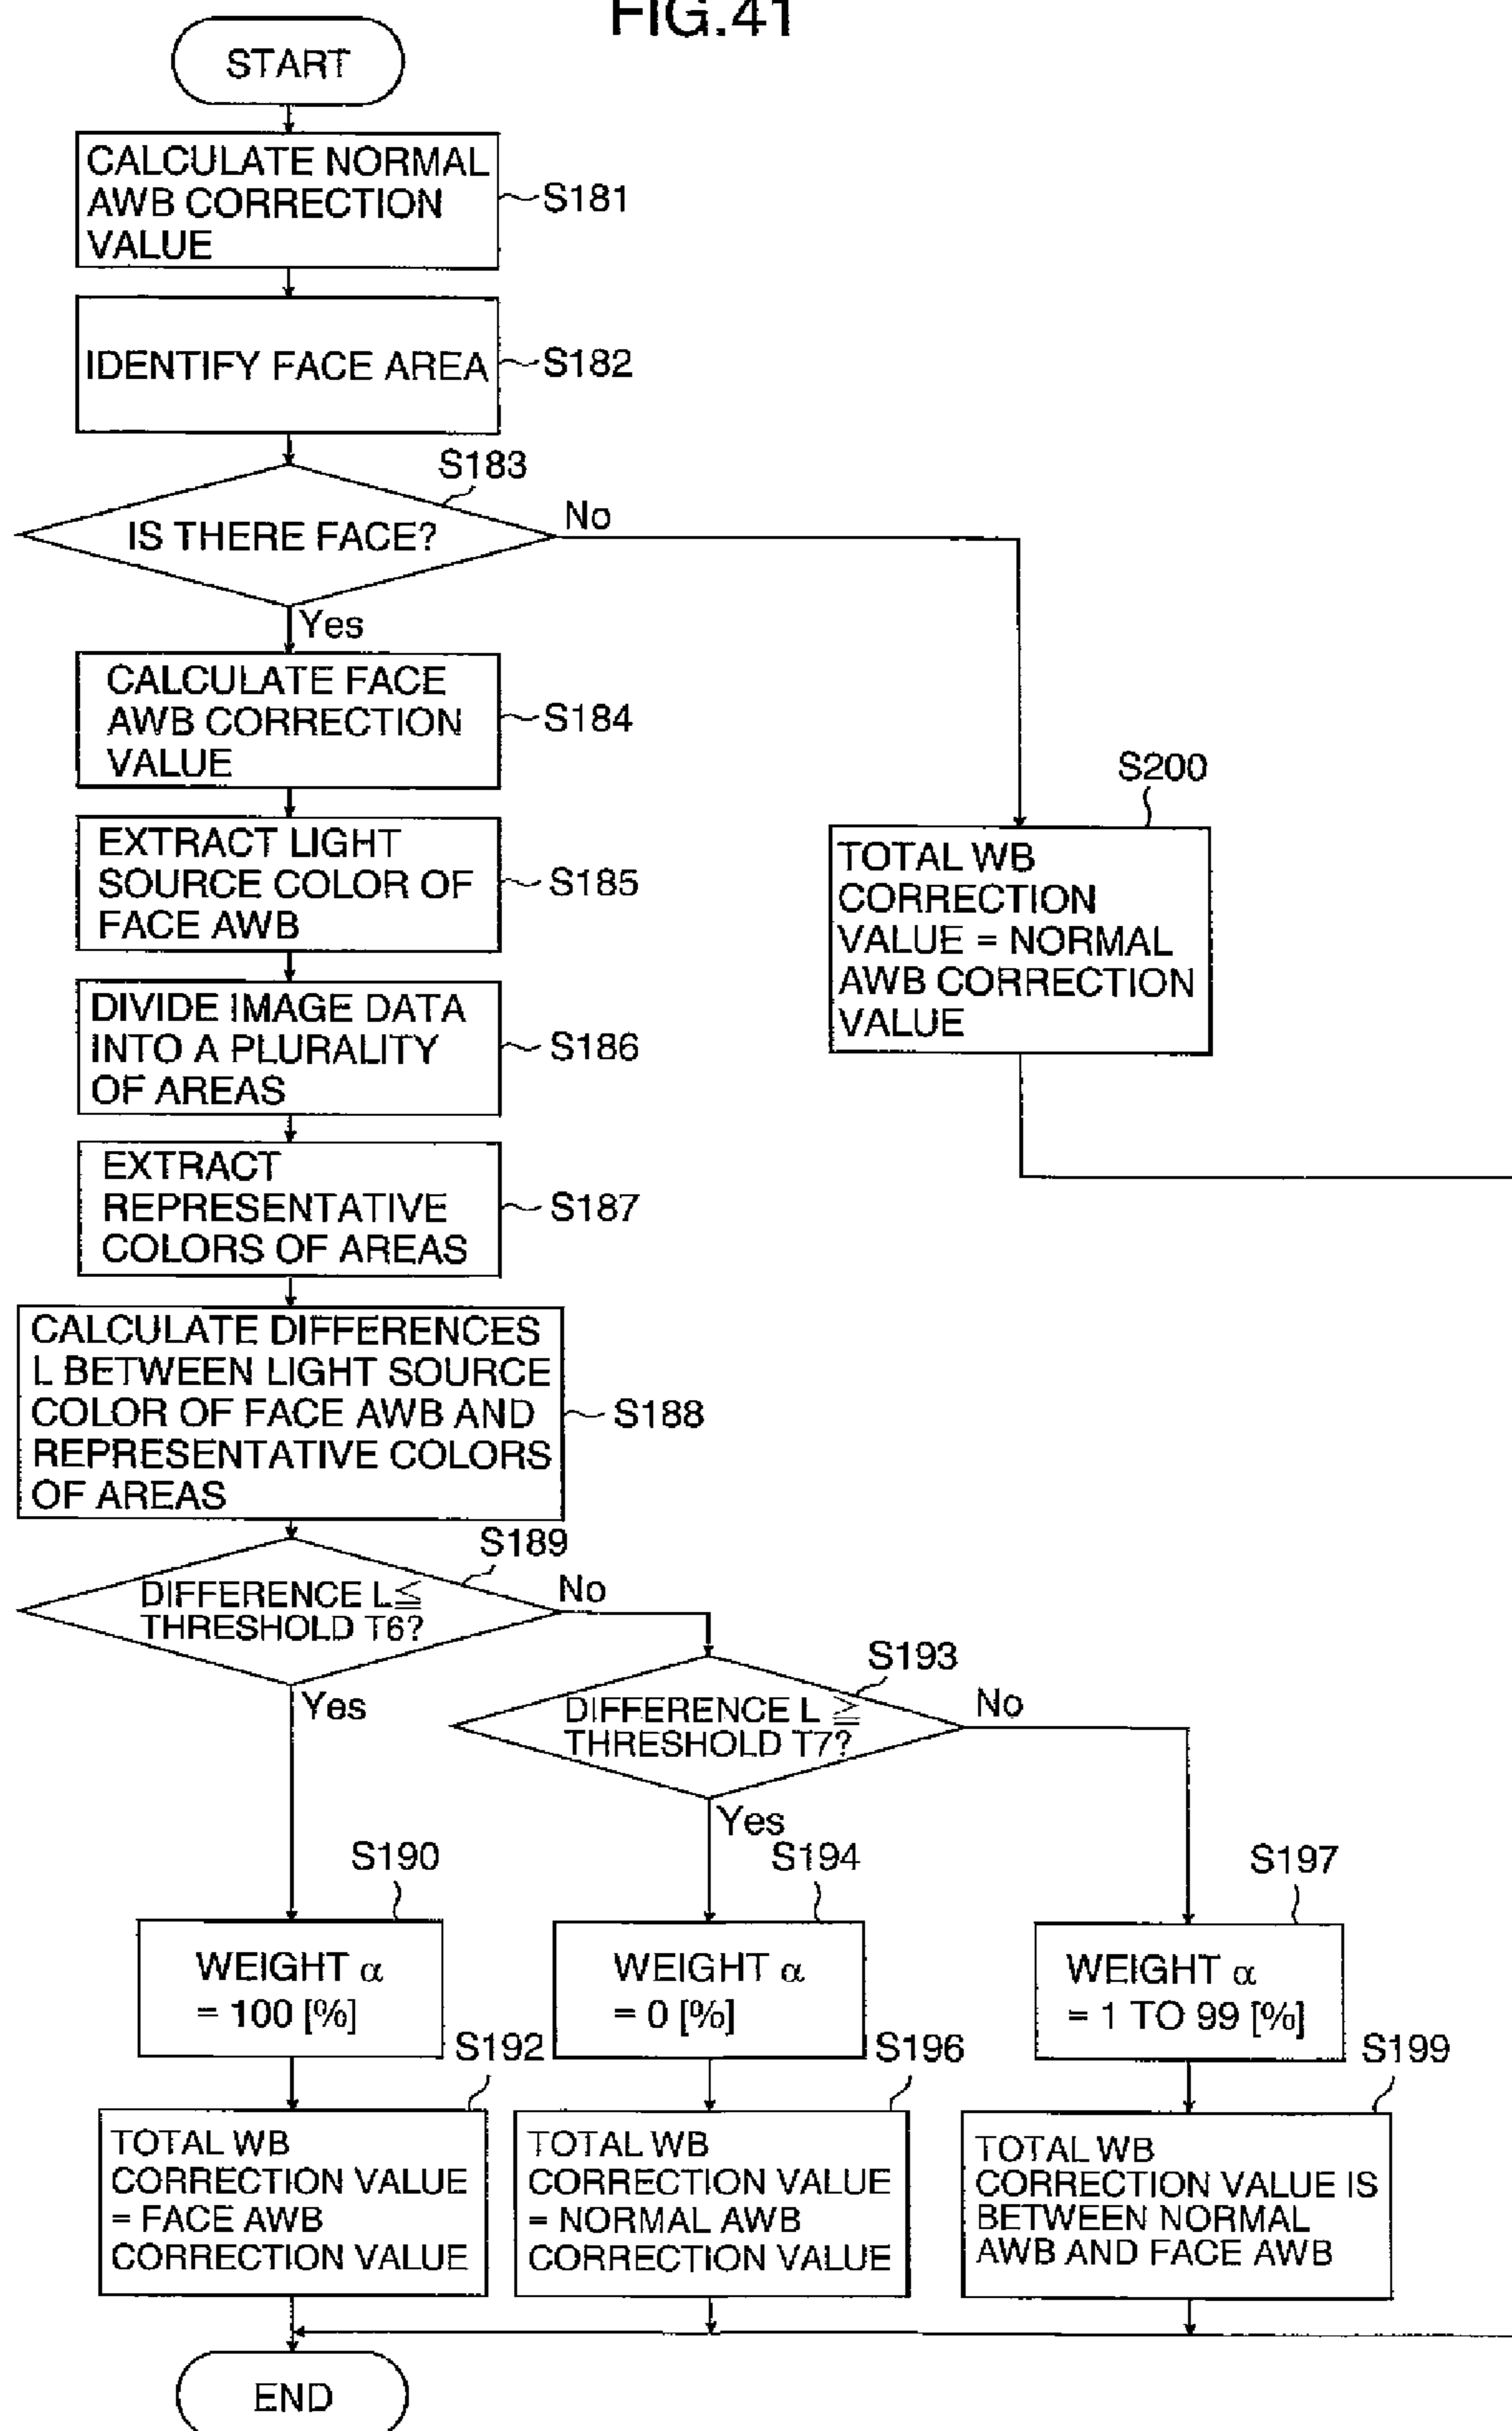 FIG.41
START
CALCULATE NORMAL
AWB CORRECTION
VALUE
S181
IDENTIFY FACE AREA
S182
S183
IS THERE FACE?
No
Yes
CALCULATE FACE
AWB CORRECTION
VALUE
S184
EXTRACT LIGHT
SOURCE COLOR OF
FACE AWB
S185
S200
TOTAL WB
CORRECTION
VALUE = NORMAL
AWB CORRECTION
VALUE
DIVIDE IMAGE DATA
INTO A PLURALITY
OF AREAS
S186
EXTRACT
REPRESENTATIVE
COLORS OF AREAS
S187
CALCULATE DIFFERENCES
L BETWEEN LIGHT SOURCE
COLOR OF FACE AWB AND
REPRESENTATIVE COLORS
OF AREAS
S188
S189
DIFFERENCE L≦
THRESHOLD T6?
No
Yes
S193
DIFFERENCE L ≧
THRESHOLD T7?
No
Yes
S190
WEIGHT α
= 100 [%]
S194
WEIGHT α
= 0 [%]
S197
WEIGHT α
= 1 TO 99 [%]
S192
TOTAL WB
CORRECTION VALUE
= FACE AWB
CORRECTION VALUE
S196
TOTAL WB
CORRECTION VALUE
= NORMAL AWB
CORRECTION VALUE
S199
TOTAL WB
CORRECTION VALUE IS
BETWEEN NORMAL
AWB AND FACE AWB
END